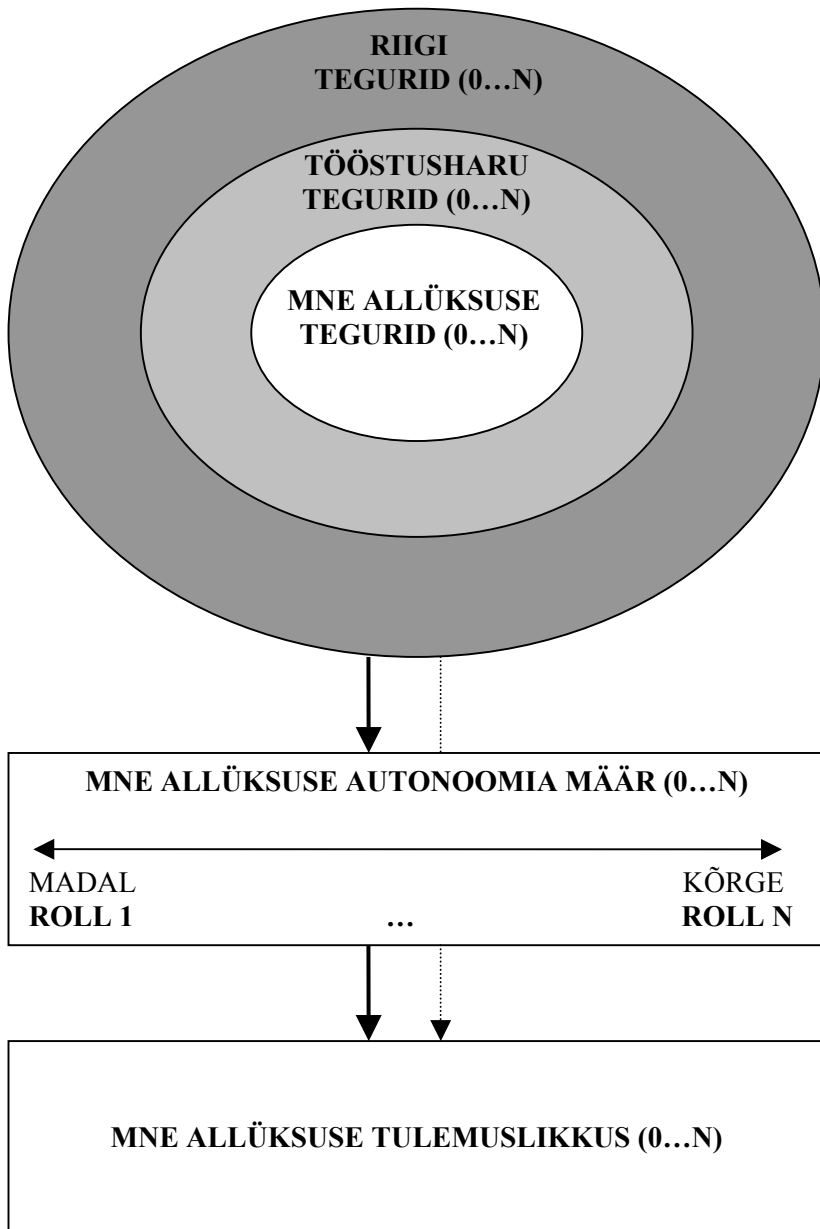 RIIGI
TEGURID (0…N)
TÖÖSTUSHARU
TEGURID (0…N)
MNE ALLÜKSUSE
TEGURID (0…N)
MNE ALLÜKSUSE AUTONOOMIA MÄÄR (0…N)
MADAL KÕRGE
ROLL 1 … ROLL N
MNE ALLÜKSUSE TULEMUSLIKKUS (0…N)